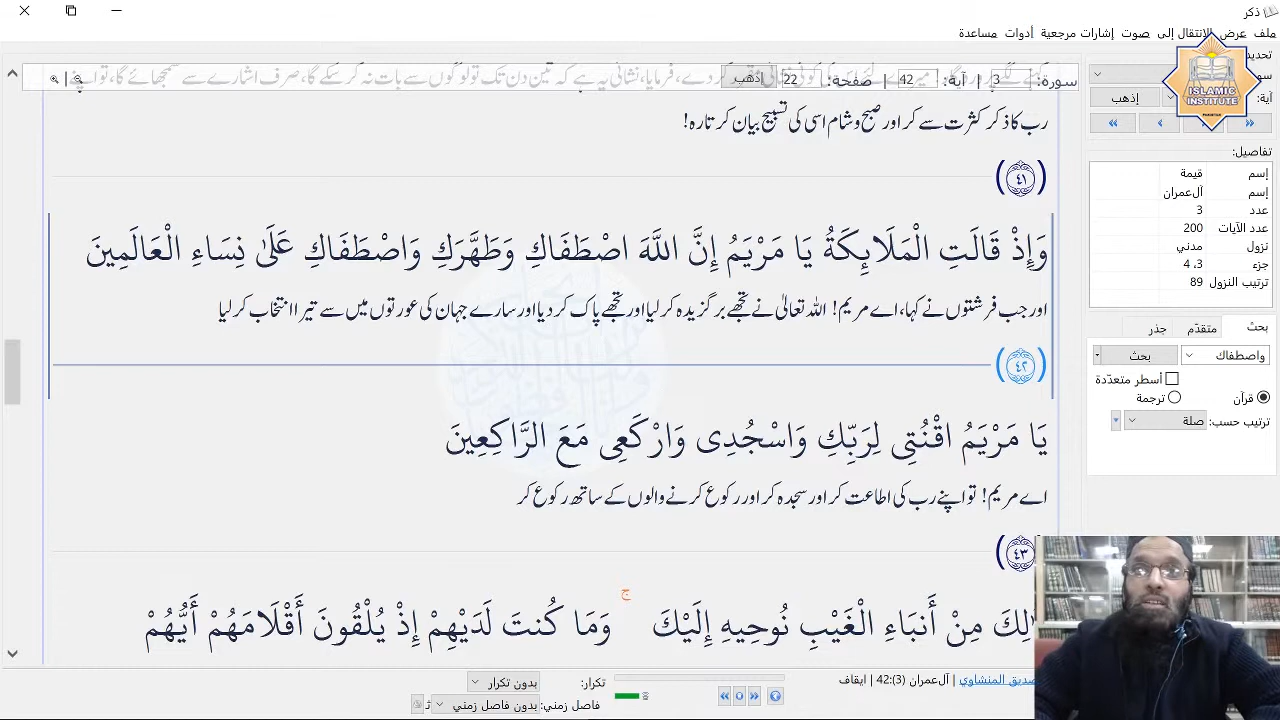 ذكر
ملف عرض الانتقال إلى صوت إشارات مرجعية أدوات مساعدة
سورة: 3 | آية: 42 | صفحة: 22 إذهب
آية:
إذهب
ISLAMIC
INSTITUTE
رب کا ذکر کثرت سے کر اور صبح و شام اسی کی تسبیح بیان کرتا رہ!
(٤١)
وَإِذْ قَالَتِ الْمَلَائِكَةُ يَا مَرْيَمُ إِنَّ اللَّهَ اصْطَفَاكِ وَطَهَّرَكِ وَاصْطَفَاكِ عَلَىٰ نِسَاءِ الْعَالَمِينَ
اور جب فرشتوں نے کہا، اے مریم! اللہ تعالیٰ نے تجھے برگزیدہ کر لیا اور تجھے پاک کر دیا اور سارے جہان کی عورتوں میں سے تیرا انتخاب کر لیا
(٤٢)
يَا مَرْيَمُ اقْنُتِي لِرَبِّكِ وَاسْجُدِي وَارْكَعِي مَعَ الرَّاكِعِينَ
اے مریم! تو اپنے رب کی اطاعت کر اور سجدہ کر اور رکوع کرنے والوں کے ساتھ رکوع کر
(٤٣)
مِنْ أَنبَاءِ الْغَيْبِ نُوحِيهِ إِلَيْكَ ۚ وَمَا كُنتَ لَدَيْهِمْ إِذْ يُلْقُونَ أَقْلَامَهُمْ أَيُّهُمْ
تفاصيل:
إسم قيمة
إسم آل عمران
عدد 3
عدد الآيات 200
نزول مدني
جزء 3، 4
ترتيب النزول 89
بحث متقدّم جذر
واصطفاك بحث
أسطر متعدّدة
قرآن ترجمة
ترتيب حسب: صلة
تكرار: بدون تكرار
فاصل زمني: بدون فاصل زمني
صديق المنشاوي | آل عمران (3):42 | ايقاف